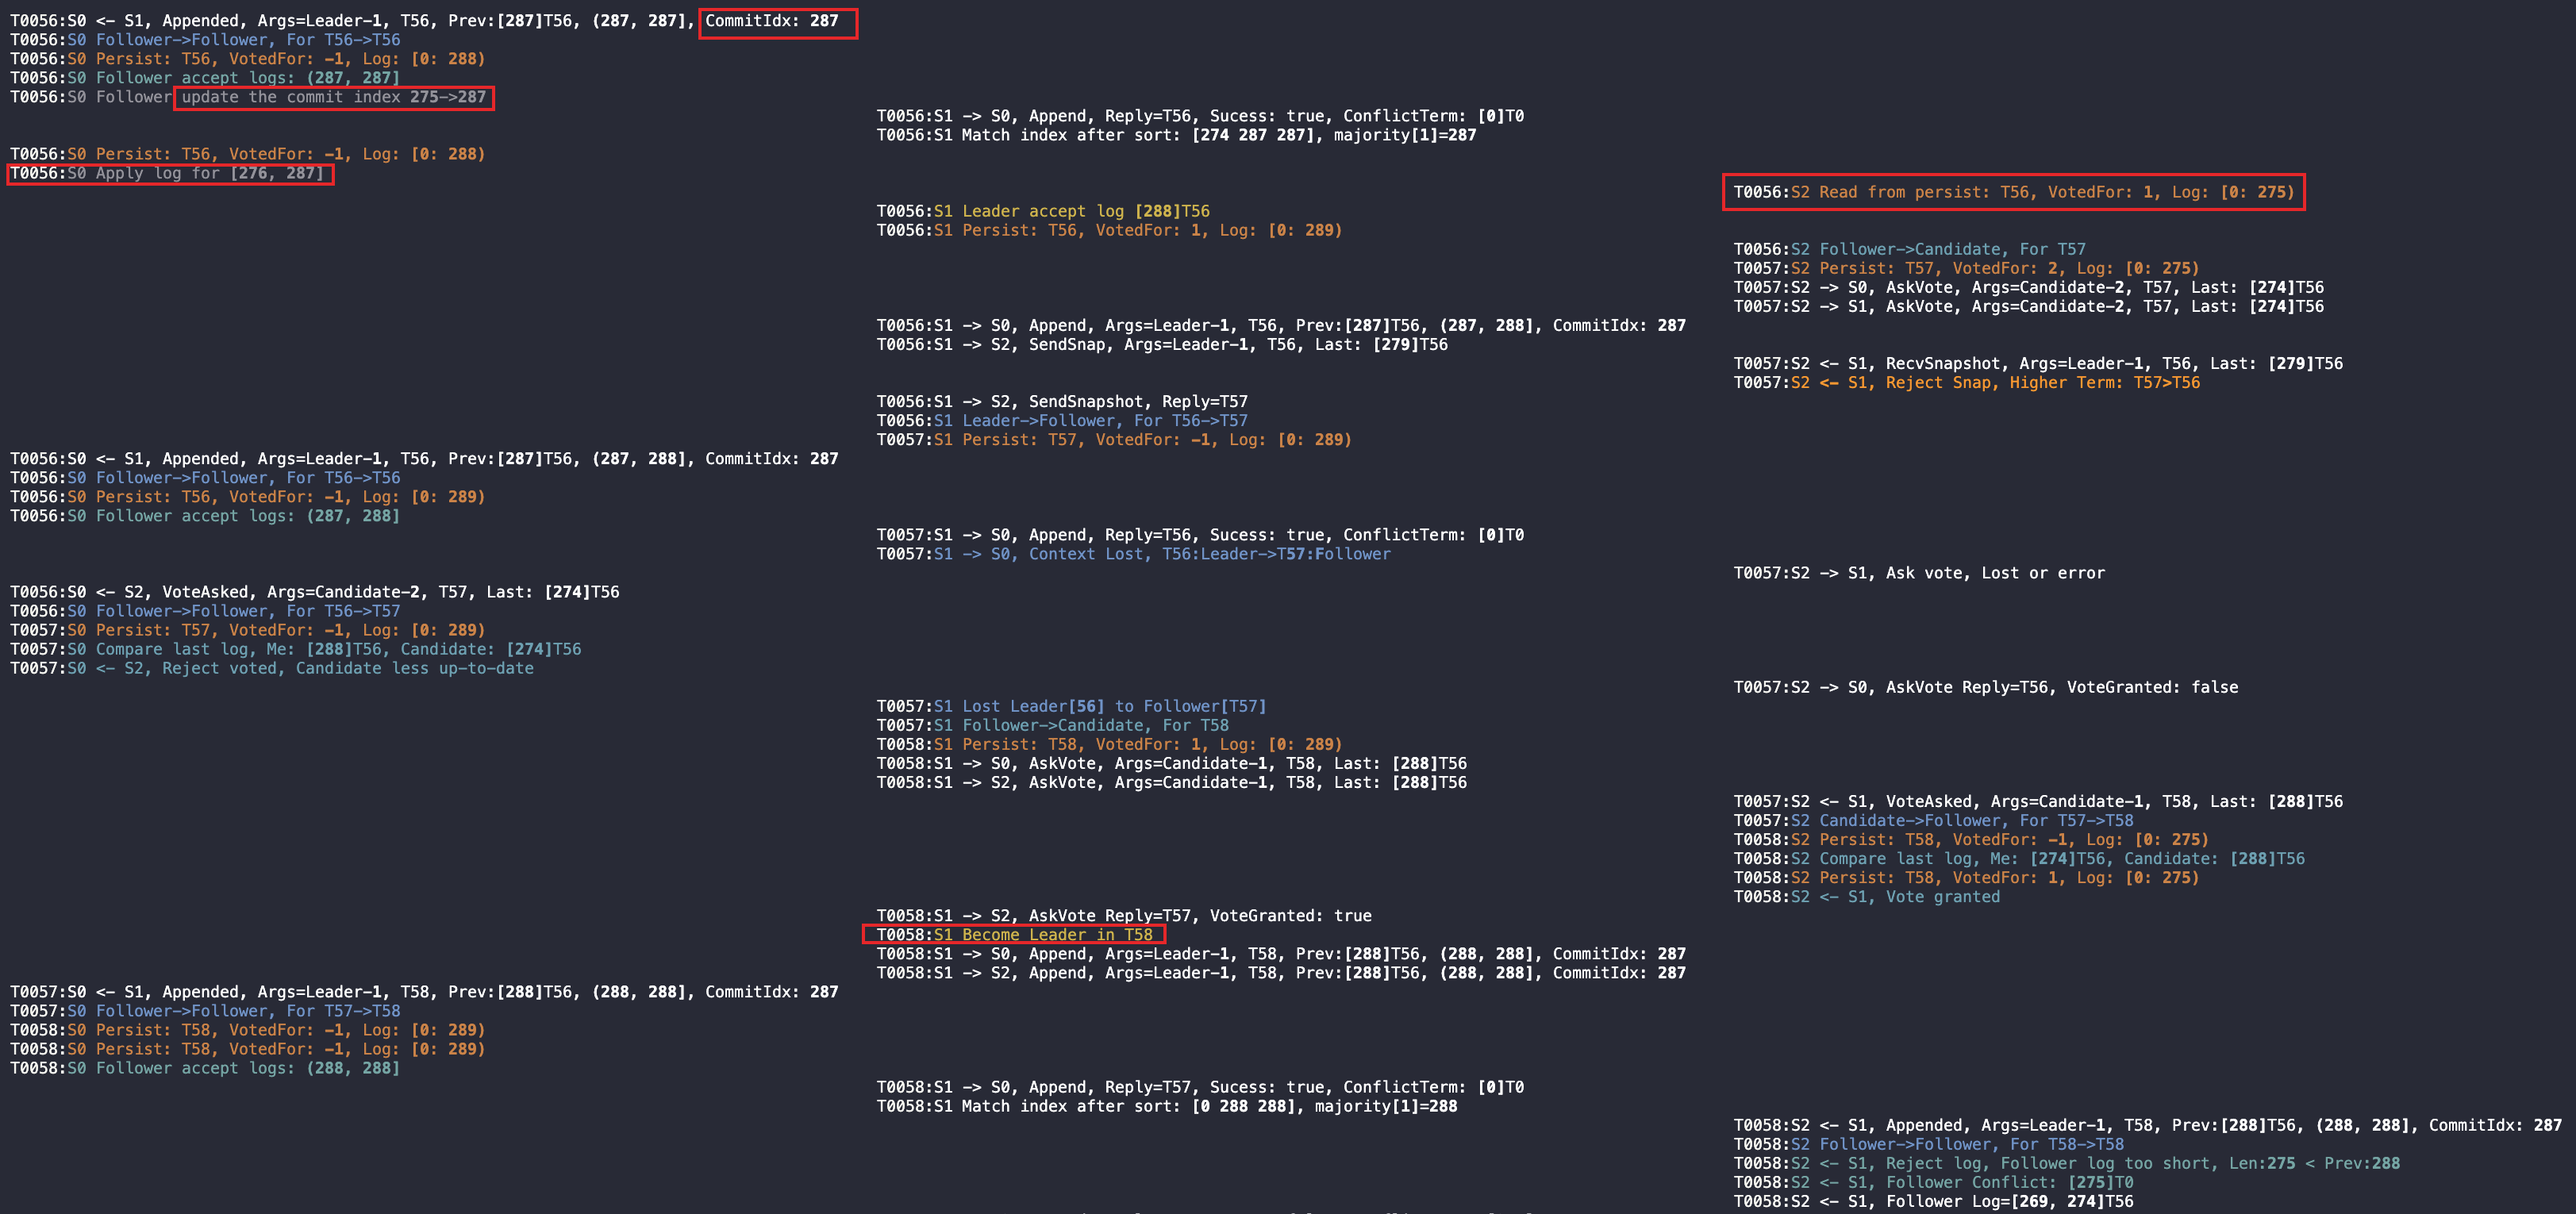 T0056:S0 <- S1, Appended, Args=Leader-1, T56, Prev:[287]T56, (287, 287], CommitIdx: 287
T0056:S0 Follower->Follower, For T56->T56
T0056:S0 Persist: T56, VotedFor: -1, Log: [0: 288)
T0056:S0 Follower accept logs: (287, 287]
T0056:S0 Follower update the commit index 275->287
T0056:S1 -> S0, Append, Reply=T56, Sucess: true, ConflictTerm: [0]T0
T0056:S1 Match index after sort: [274 287 287], majority[1]=287
T0056:S0 Persist: T56, VotedFor: -1, Log: [0: 288)
T0056:S0 Apply log for [276, 287]
T0056:S2 Read from persist: T56, VotedFor: 1, Log: [0: 275)
T0056:S1 Leader accept log [288]T56
T0056:S1 Persist: T56, VotedFor: 1, Log: [0: 289)
T0056:S2 Follower->Candidate, For T57
T0057:S2 Persist: T57, VotedFor: 2, Log: [0: 275)
T0057:S2 -> S0, AskVote, Args=Candidate-2, T57, Last: [274]T56
T0057:S2 -> S1, AskVote, Args=Candidate-2, T57, Last: [274]T56
T0056:S1 -> S0, Append, Args=Leader-1, T56, Prev:[287]T56, (287, 288], CommitIdx: 287
T0056:S1 -> S2, SendSnap, Args=Leader-1, T56, Last: [279]T56
T0057:S2 <- S1, RecvSnapshot, Args=Leader-1, T56, Last: [279]T56
T0057:S2 <- S1, Reject Snap, Higher Term: T57>T56
T0056:S1 -> S2, SendSnapshot, Reply=T57
T0056:S1 Leader->Follower, For T56->T57
T0057:S1 Persist: T57, VotedFor: -1, Log: [0: 289)
T0056:S0 <- S1, Appended, Args=Leader-1, T56, Prev:[287]T56, (287, 288], CommitIdx: 287
T0056:S0 Follower->Follower, For T56->T56
T0056:S0 Persist: T56, VotedFor: -1, Log: [0: 289)
T0056:S0 Follower accept logs: (287, 288]
T0057:S1 -> S0, Append, Reply=T56, Sucess: true, ConflictTerm: [0]T0
T0057:S1 -> S0, Context Lost, T56:Leader->T57:Follower
T0057:S2 -> S1, Ask vote, Lost or error
T0056:S0 <- S2, VoteAsked, Args=Candidate-2, T57, Last: [274]T56
T0056:S0 Follower->Follower, For T56->T57
T0057:S0 Persist: T57, VotedFor: -1, Log: [0: 289)
T0057:S0 Compare last log, Me: [288]T56, Candidate: [274]T56
T0057:S0 <- S2, Reject voted, Candidate less up-to-date
T0057:S2 -> S0, AskVote Reply=T56, VoteGranted: false
T0057:S1 Lost Leader[56] to Follower[T57]
T0057:S1 Follower->Candidate, For T58
T0058:S1 Persist: T58, VotedFor: 1, Log: [0: 289)
T0058:S1 -> S0, AskVote, Args=Candidate-1, T58, Last: [288]T56
T0058:S1 -> S2, AskVote, Args=Candidate-1, T58, Last: [288]T56
T0057:S2 <- S1, VoteAsked, Args=Candidate-1, T58, Last: [288]T56
T0057:S2 Candidate->Follower, For T57->T58
T0058:S2 Persist: T58, VotedFor: -1, Log: [0: 275)
T0058:S2 Compare last log, Me: [274]T56, Candidate: [288]T56
T0058:S2 Persist: T58, VotedFor: 1, Log: [0: 275)
T0058:S2 <- S1, Vote granted
T0058:S1 -> S2, AskVote Reply=T57, VoteGranted: true
T0058:S1 Become Leader in T58
T0058:S1 -> S0, Append, Args=Leader-1, T58, Prev:[288]T56, (288, 288], CommitIdx: 287
T0058:S1 -> S2, Append, Args=Leader-1, T58, Prev:[288]T56, (288, 288], CommitIdx: 287
T0057:S0 <- S1, Appended, Args=Leader-1, T58, Prev:[288]T56, (288, 288], CommitIdx: 287
T0057:S0 Follower->Follower, For T57->T58
T0058:S0 Persist: T58, VotedFor: -1, Log: [0: 289)
T0058:S0 Persist: T58, VotedFor: -1, Log: [0: 289)
T0058:S0 Follower accept logs: (288, 288]
T0058:S1 -> S0, Append, Reply=T57, Sucess: true, ConflictTerm: [0]T0
T0058:S1 Match index after sort: [0 288 288], majority[1]=288
T0058:S2 <- S1, Appended, Args=Leader-1, T58, Prev:[288]T56, (288, 288], CommitIdx: 287
T0058:S2 Follower->Follower, For T58->T58
T0058:S2 <- S1, Reject log, Follower log too short, Len:275 < Prev:288
T0058:S2 <- S1, Follower Conflict: [275]T0
T0058:S2 <- S1, Follower Log=[269, 274]T56